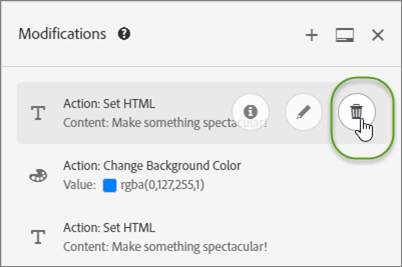 Modifications
Action: Set HTML
Content: Make something spectacular!
Action: Change Background Color
Value: rgba(0,127,255,1)
Action: Set HTML
Content: Make something spectacular!